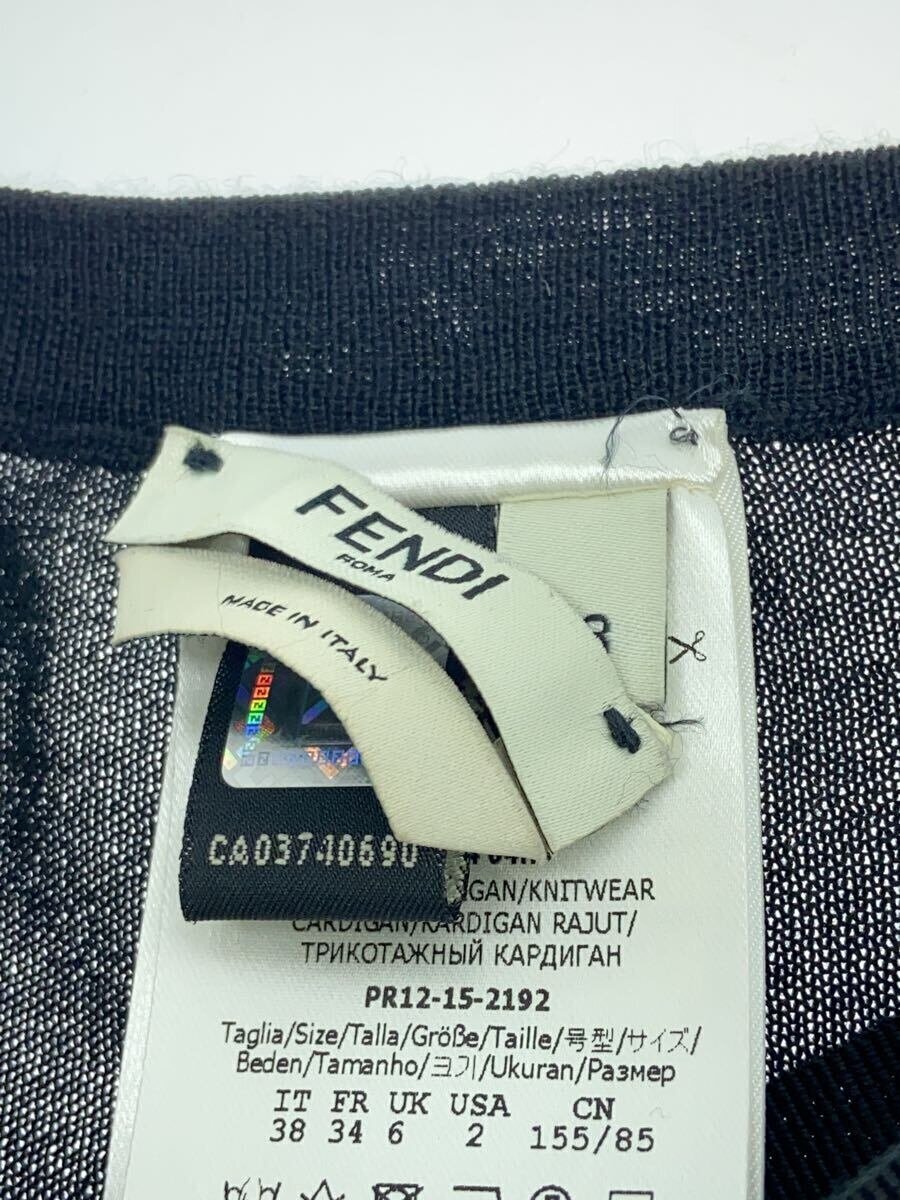 FENDI
ROMA
MADE IN ITALY
CA03740690
GAN/KNITWEAR
CARDIGAN/KARDIGAN RAJUT/
ТРИКОТАЖНЫЙ КАРДИГАН
PR12-15-2192
Taglia/Size/Talla/Größe/Taille/号型/サイズ/
Beden/Tamanho/크기/Ukuran/Размер
IT FR UK USA CN
38 34 6 2 155/85